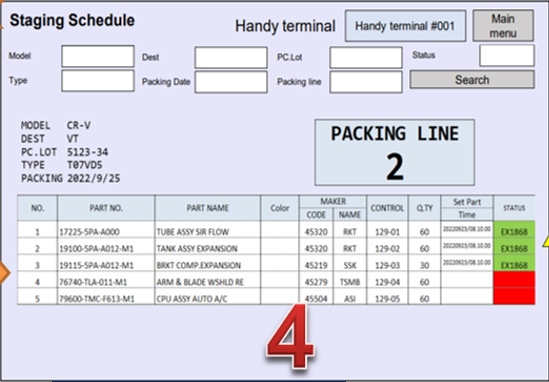 Staging Schedule Handy terminal Handy terminal #001 Main menu
Model Dest PC.Lot Status
Type Packing Date Packing line Search
MODEL CR-V
DEST VT
PC.LOT 5123-34
TYPE T07VD5
PACKING 2022/9/25
PACKING LINE
2
NO. PART NO. PART NAME Color MAKER CODE NAME CONTROL Q.TY Set Part Time STATUS
1 17225-5PA-A000 TUBE ASSY SIR FLOW 45320 RKT 129-01 60 20220923/08.10.00 EX1868
2 19100-5PA-A012-M1 TANK ASSY EXPANSION 45320 RKT 129-02 60 20220923/08.10.00 EX1868
3 19115-5PA-A012-M1 BRKT COMP.EXPANSION 45219 SSK 129-03 30 20220923/08.10.00 EX1868
4 76740-TLA-011-M1 ARM & BLADE WSHLD RE 45279 TSMB 129-04 60
5 79600-TMC-F613-M1 CPU ASSY AUTO A/C 45504 ASI 129-05 60
4